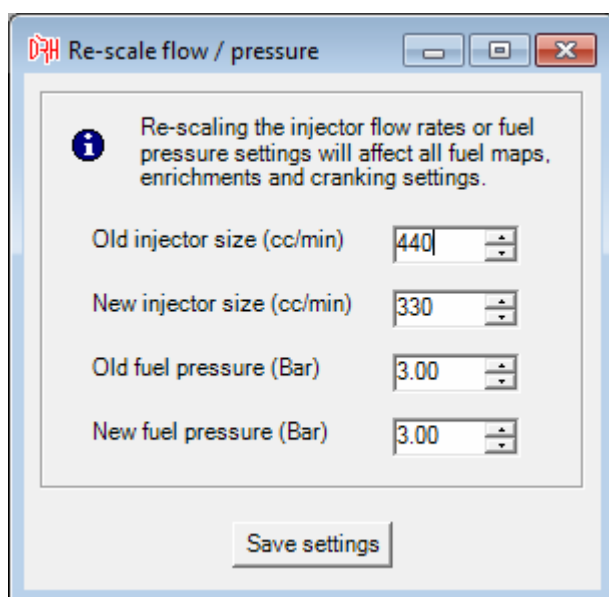 DRH Re-scale flow / pressure
Re-scaling the injector flow rates or fuel
pressure settings will affect all fuel maps,
enrichments and cranking settings.
Old injector size (cc/min) 440
New injector size (cc/min) 330
Old fuel pressure (Bar) 3.00
New fuel pressure (Bar) 3.00
Save settings